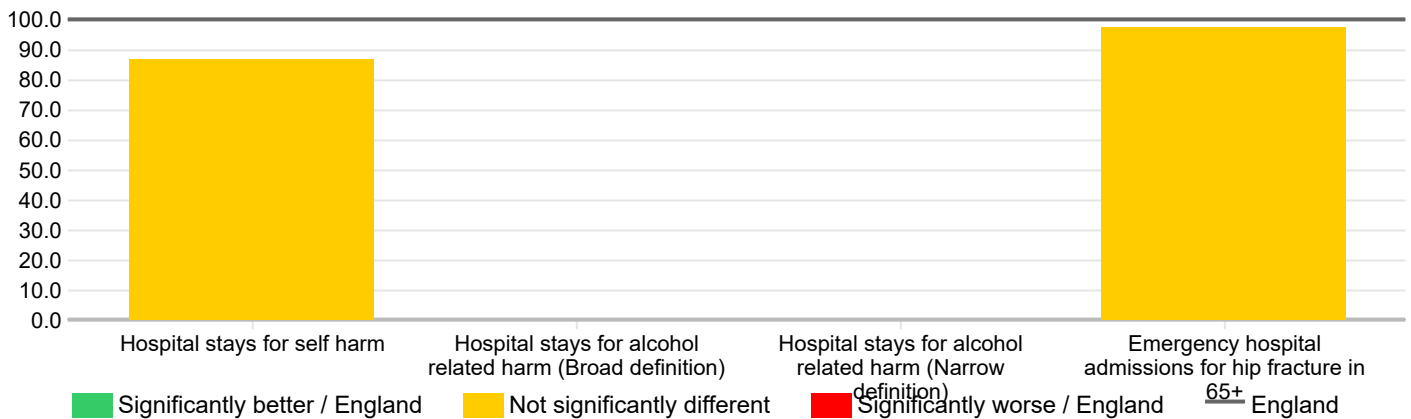 100.0
90.0
80.0
70.0
60.0
50.0
40.0
30.0
20.0
10.0
0.0
Hospital stays for self harm
Hospital stays for alcohol
related harm (Broad definition)
Hospital stays for alcohol
related harm (Narrow
definition)
Emergency hospital
admissions for hip fracture in
65+
Significantly better / England
Not significantly different
Significantly worse / England
England